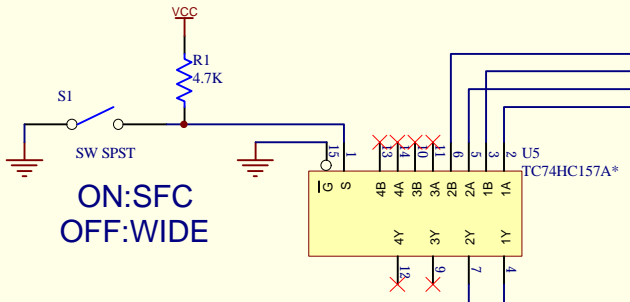 VCC
R1
4.7K
S1
SW SPST
ON:SFC
OFF:WIDE
U5
TC74HC157A*
15 1 13 14 10 11 6 5 3 2
G S 4B 4A 3B 3A 2B 2A 1B 1A
4Y 3Y 2Y 1Y
12 9 7 4